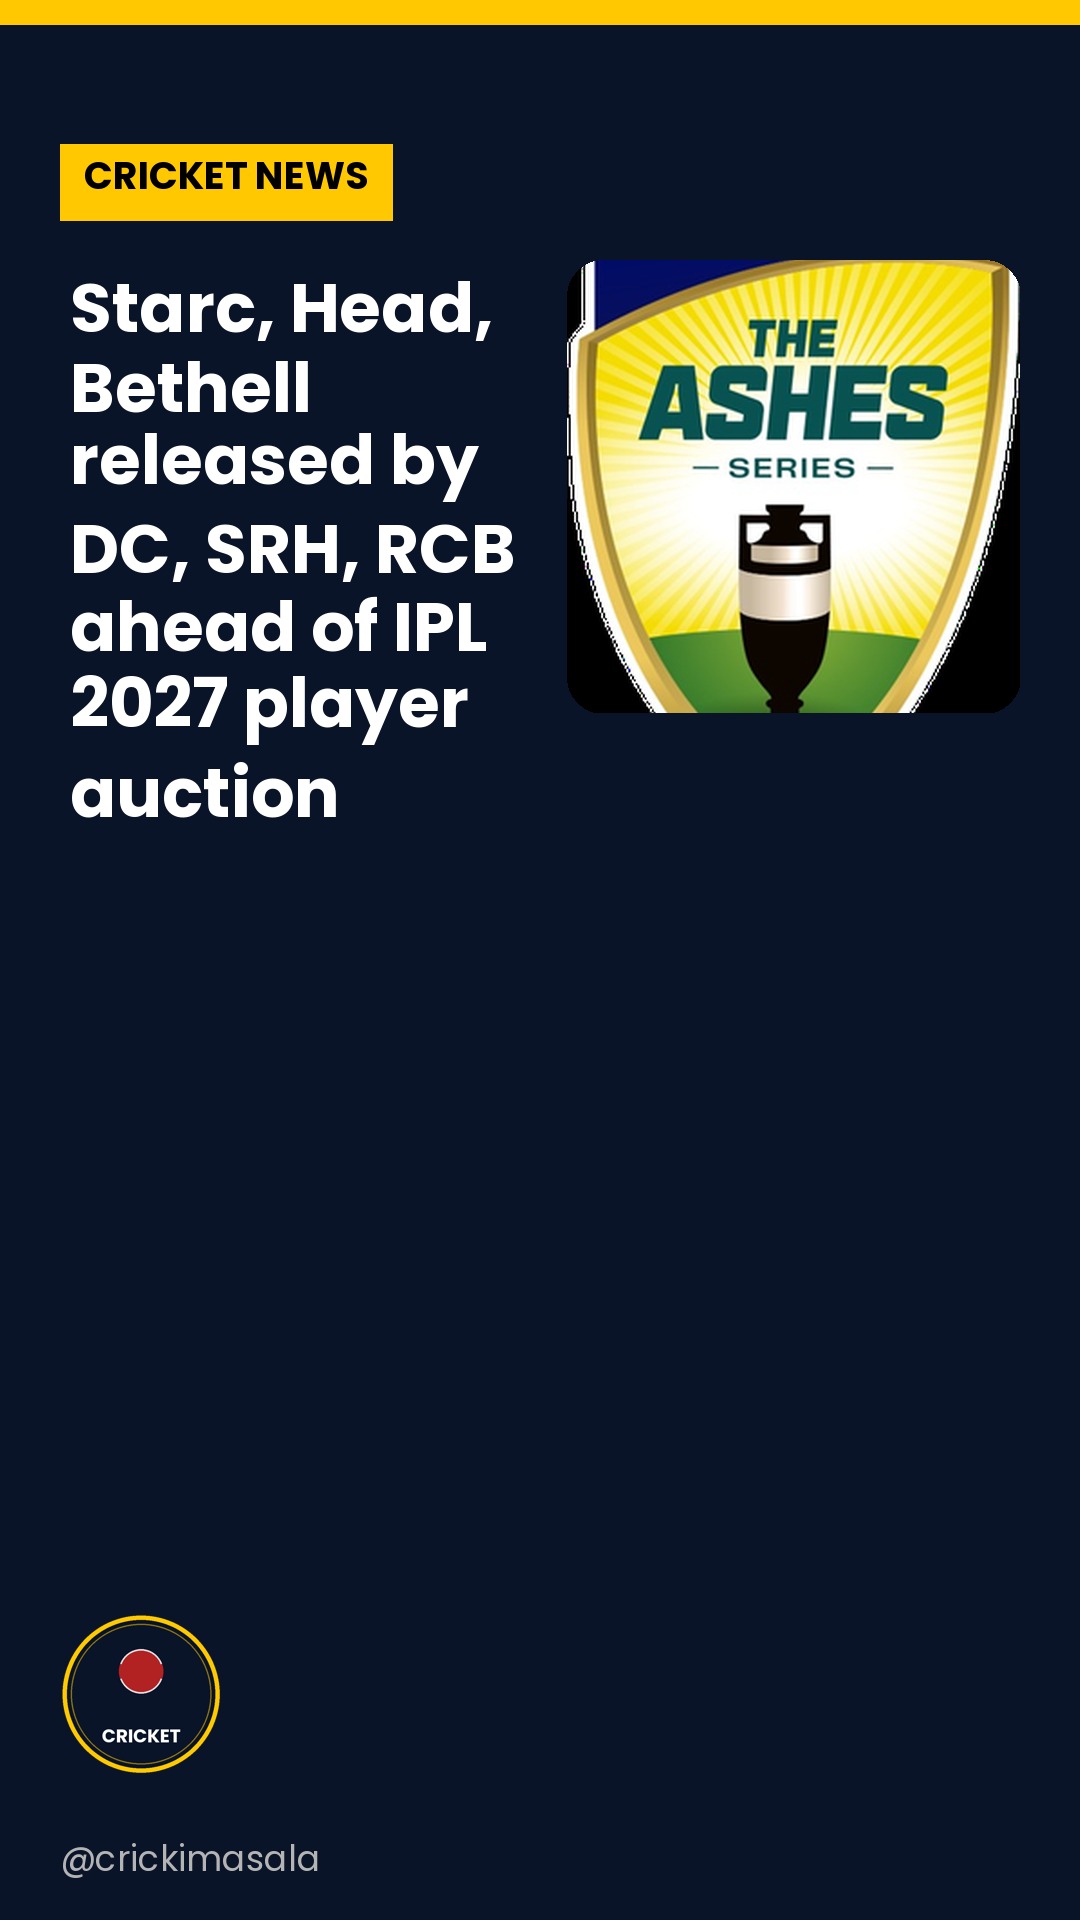 CRICKET NEWS
Starc, Head,
Bethell
released by
DC, SRH, RCB
ahead of IPL
2027 player
auction
THE
ASHES
— SERIES —
CRICKET
@crickimasala